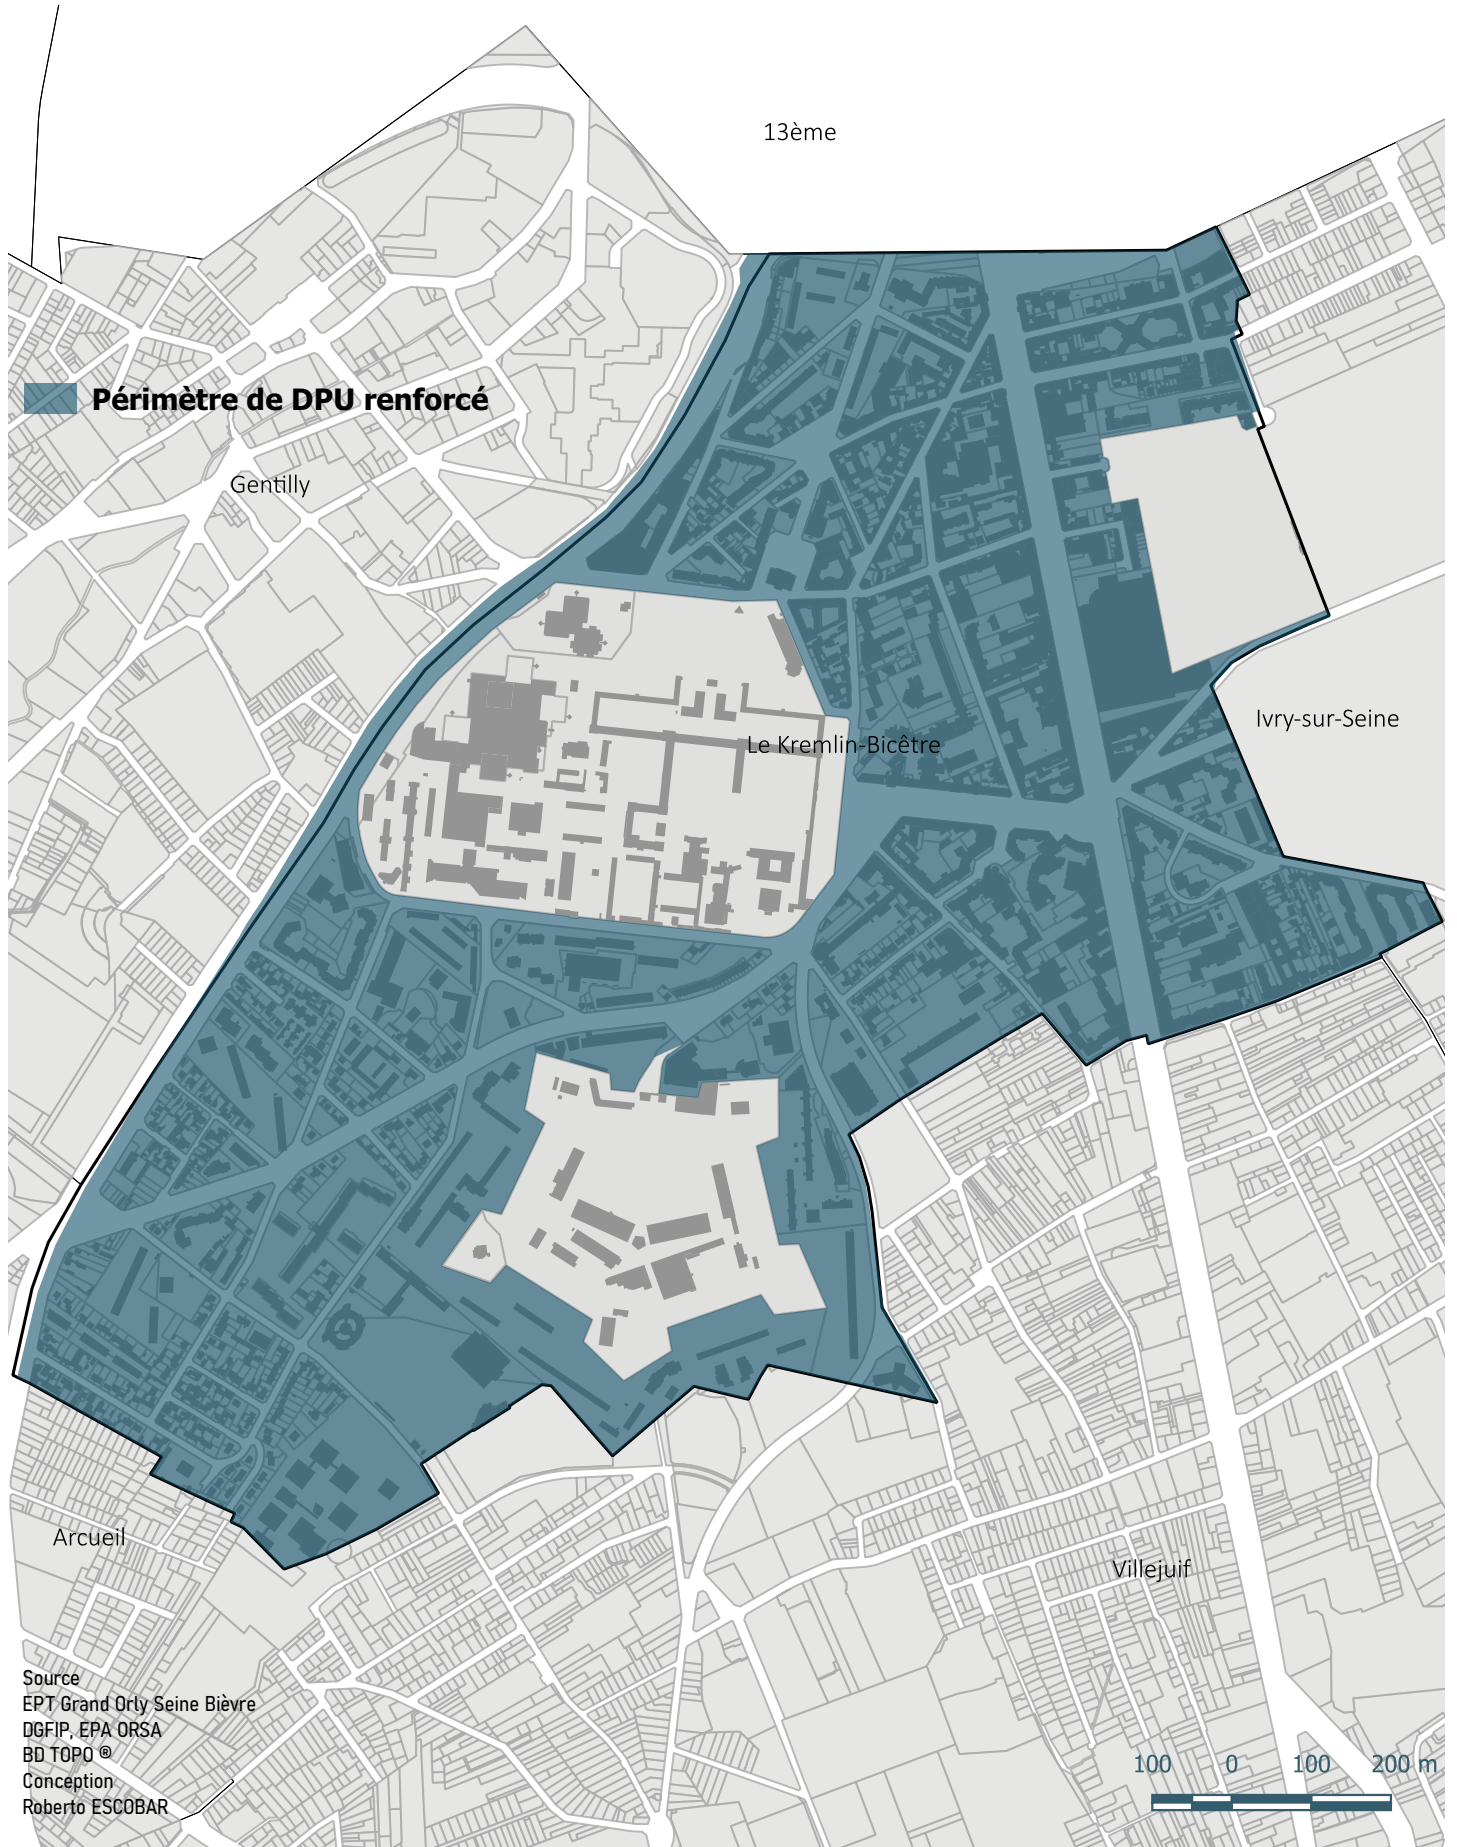 13ème
Périmètre de DPU renforcé
Gentilly
Ivry-sur-Seine
Le Kremlin-Bicêtre
Arcueil
Villejuif
Source
EPT Grand Orly Seine Bièvre
DGFIP, EPA ORSA
BD TOPO ®
Conception
Roberto ESCOBAR
100 0 100 200 m